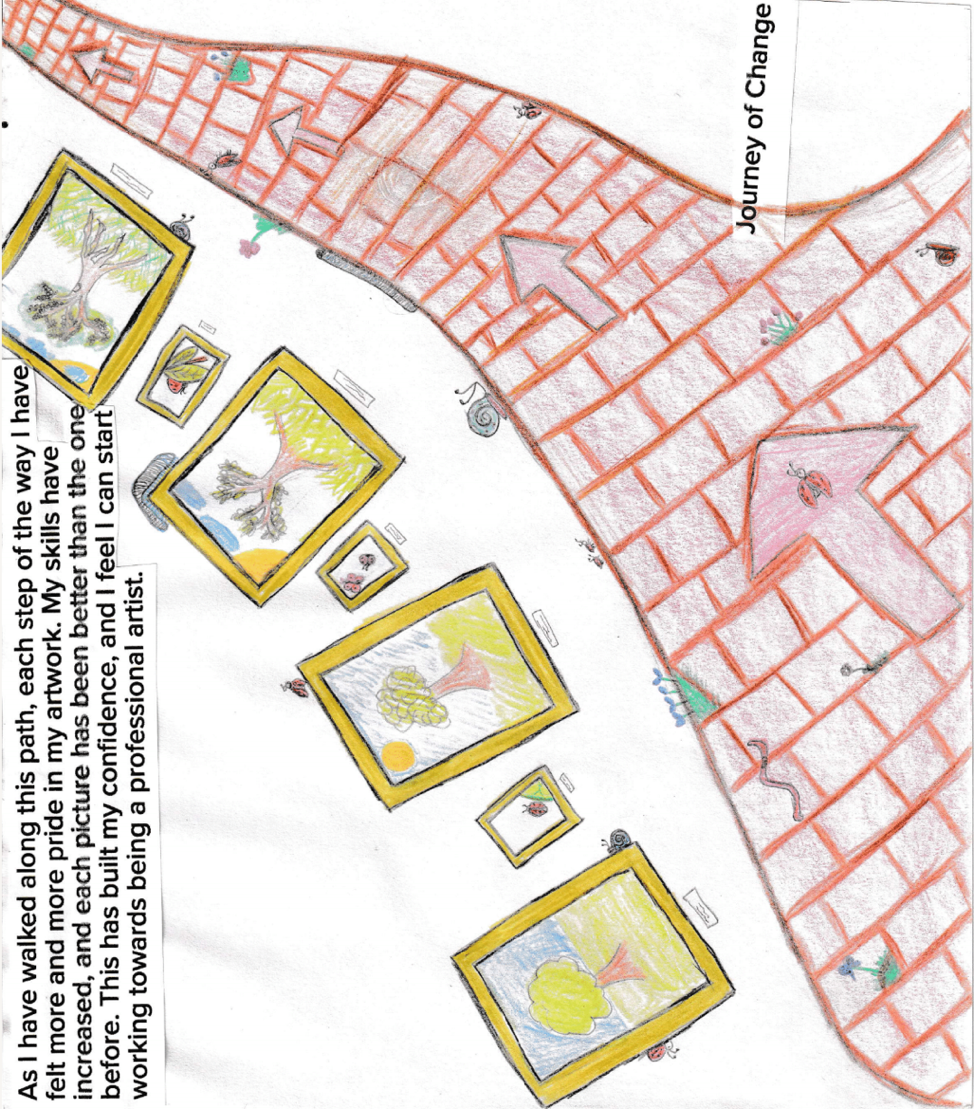 As I have walked along this path, each step of the way I have
felt more and more pride in my artwork. My skills have
increased, and each picture has been better than the one
before. This has built my confidence, and I feel I can start
working towards being a professional artist.
Journey of Change